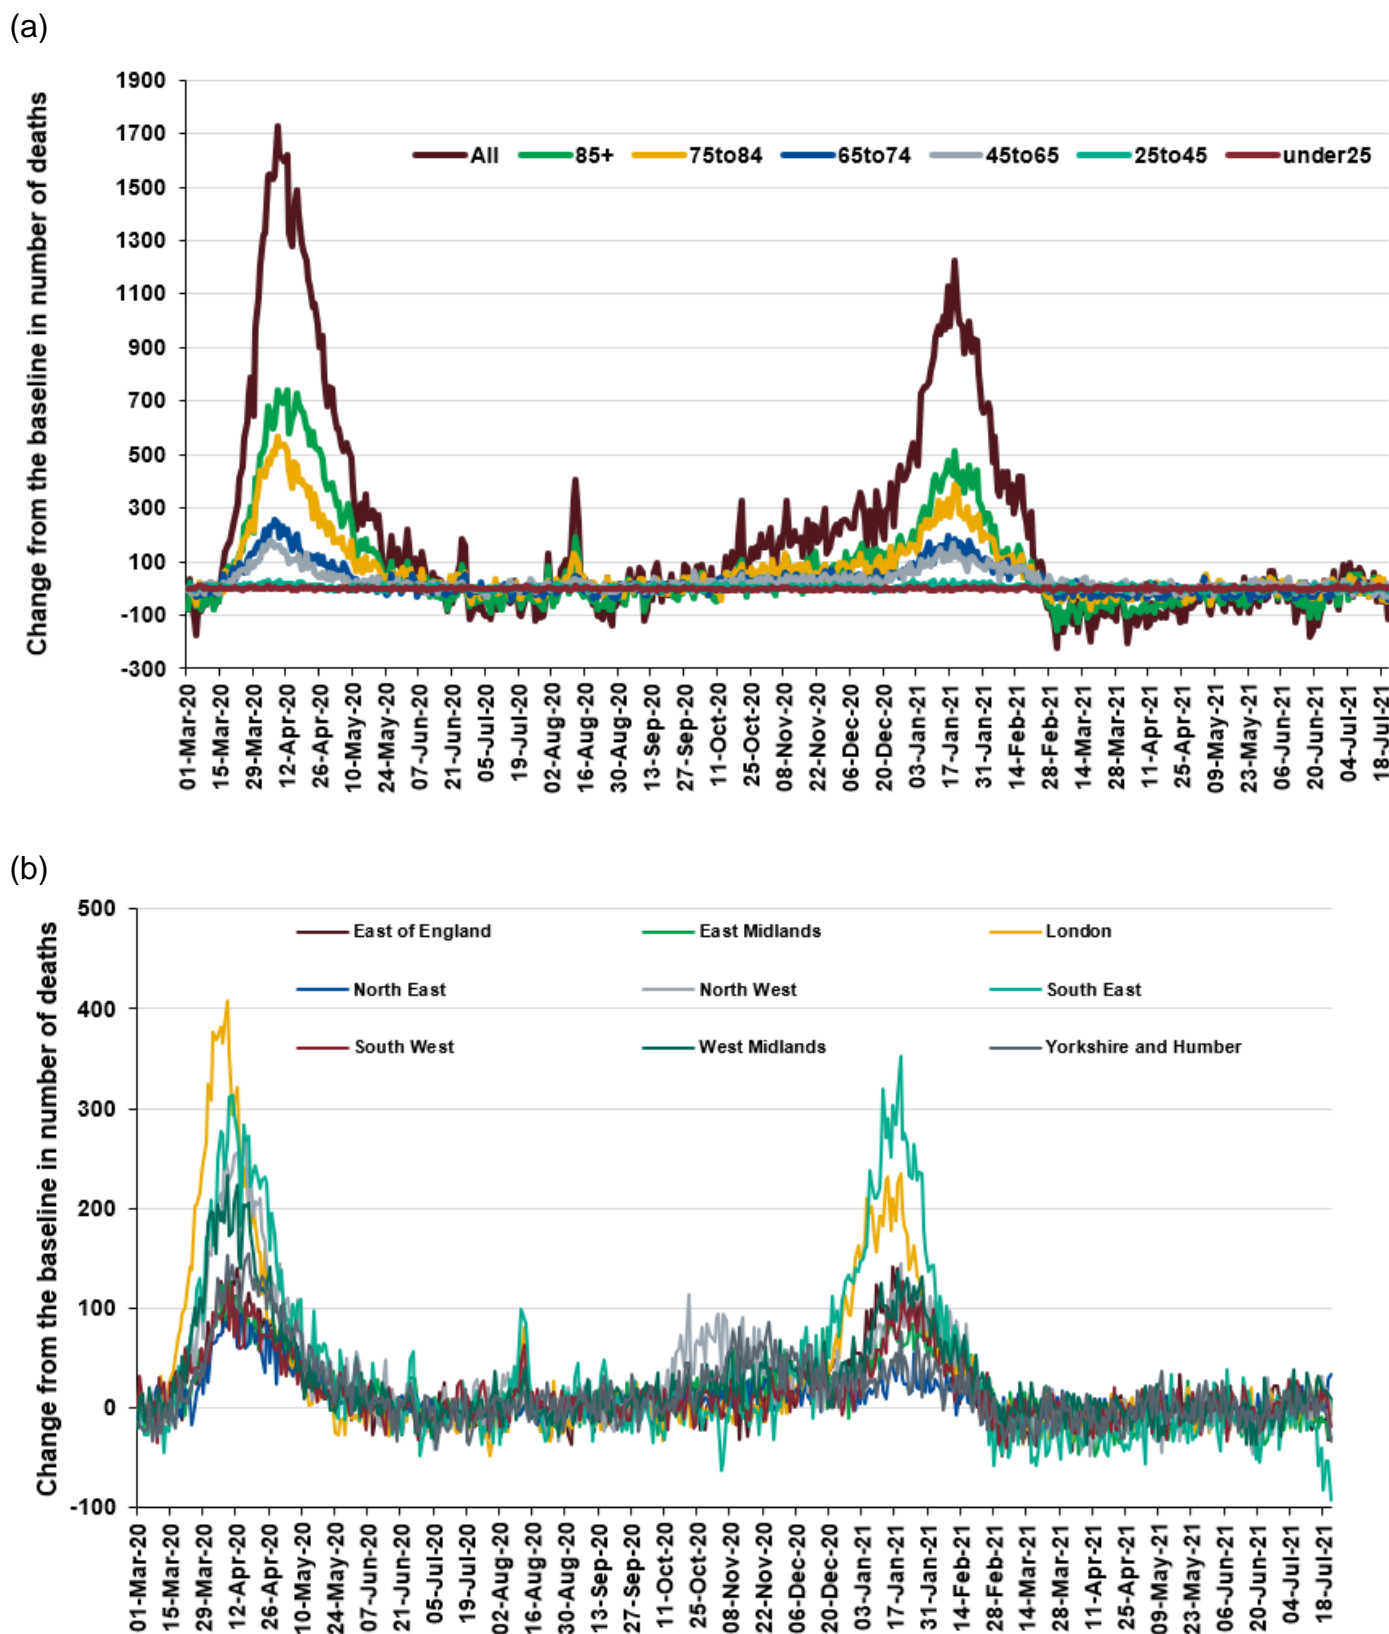 (a)
Change from the baseline in number of deaths
1900
1700
1500
1300
1100
900
700
500
300
100
-100
-300
All 85+ 75to84 65to74 45to65 25to45 under25
01-Mar-20 15-Mar-20 29-Mar-20 12-Apr-20 26-Apr-20 10-May-20 24-May-20 07-Jun-20 21-Jun-20 05-Jul-20 19-Jul-20 02-Aug-20 16-Aug-20 30-Aug-20 13-Sep-20 27-Sep-20 11-Oct-20 25-Oct-20 08-Nov-20 22-Nov-20 06-Dec-20 20-Dec-20 03-Jan-21 17-Jan-21 31-Jan-21 14-Feb-21 28-Feb-21 14-Mar-21 28-Mar-21 11-Apr-21 25-Apr-21 09-May-21 23-May-21 06-Jun-21 20-Jun-21 04-Jul-21 18-Jul-21
(b)
Change from the baseline in number of deaths
500
400
300
200
100
0
-100
East of England East Midlands London
North East North West South East
South West West Midlands Yorkshire and Humber
01-Mar-20 15-Mar-20 29-Mar-20 12-Apr-20 26-Apr-20 10-May-20 24-May-20 07-Jun-20 21-Jun-20 05-Jul-20 19-Jul-20 02-Aug-20 16-Aug-20 30-Aug-20 13-Sep-20 27-Sep-20 11-Oct-20 25-Oct-20 08-Nov-20 22-Nov-20 06-Dec-20 20-Dec-20 03-Jan-21 17-Jan-21 31-Jan-21 14-Feb-21 28-Feb-21 14-Mar-21 28-Mar-21 11-Apr-21 25-Apr-21 09-May-21 23-May-21 06-Jun-21 20-Jun-21 04-Jul-21 18-Jul-21